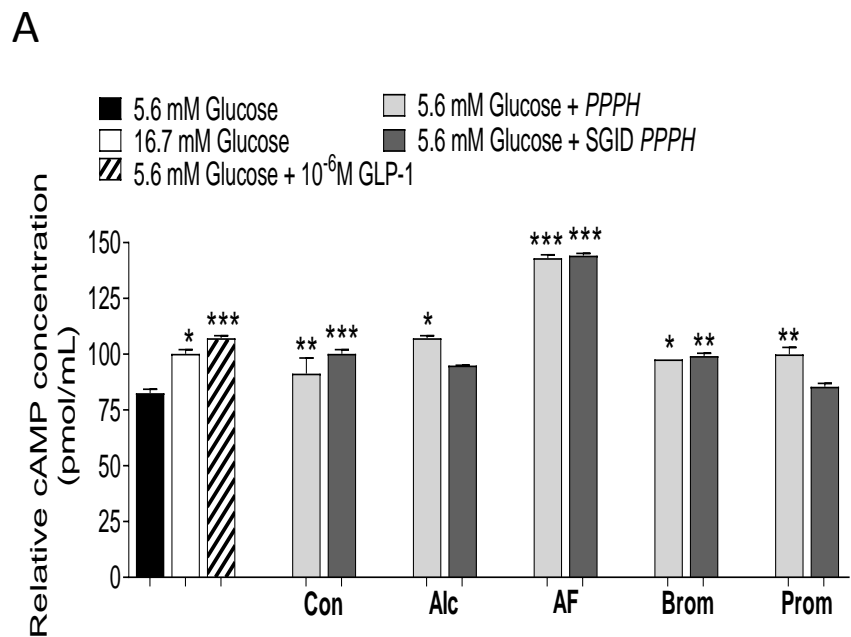 A
5.6 mM Glucose
5.6 mM Glucose + PPPH
16.7 mM Glucose
5.6 mM Glucose + SGID PPPH
5.6 mM Glucose + 10⁻⁶M GLP-1
Relative cAMP concentration
(pmol/mL)
150
125
100
75
50
25
0
*
***
**
***
*
***
***
*
**
**
Con
Alc
AF
Brom
Prom